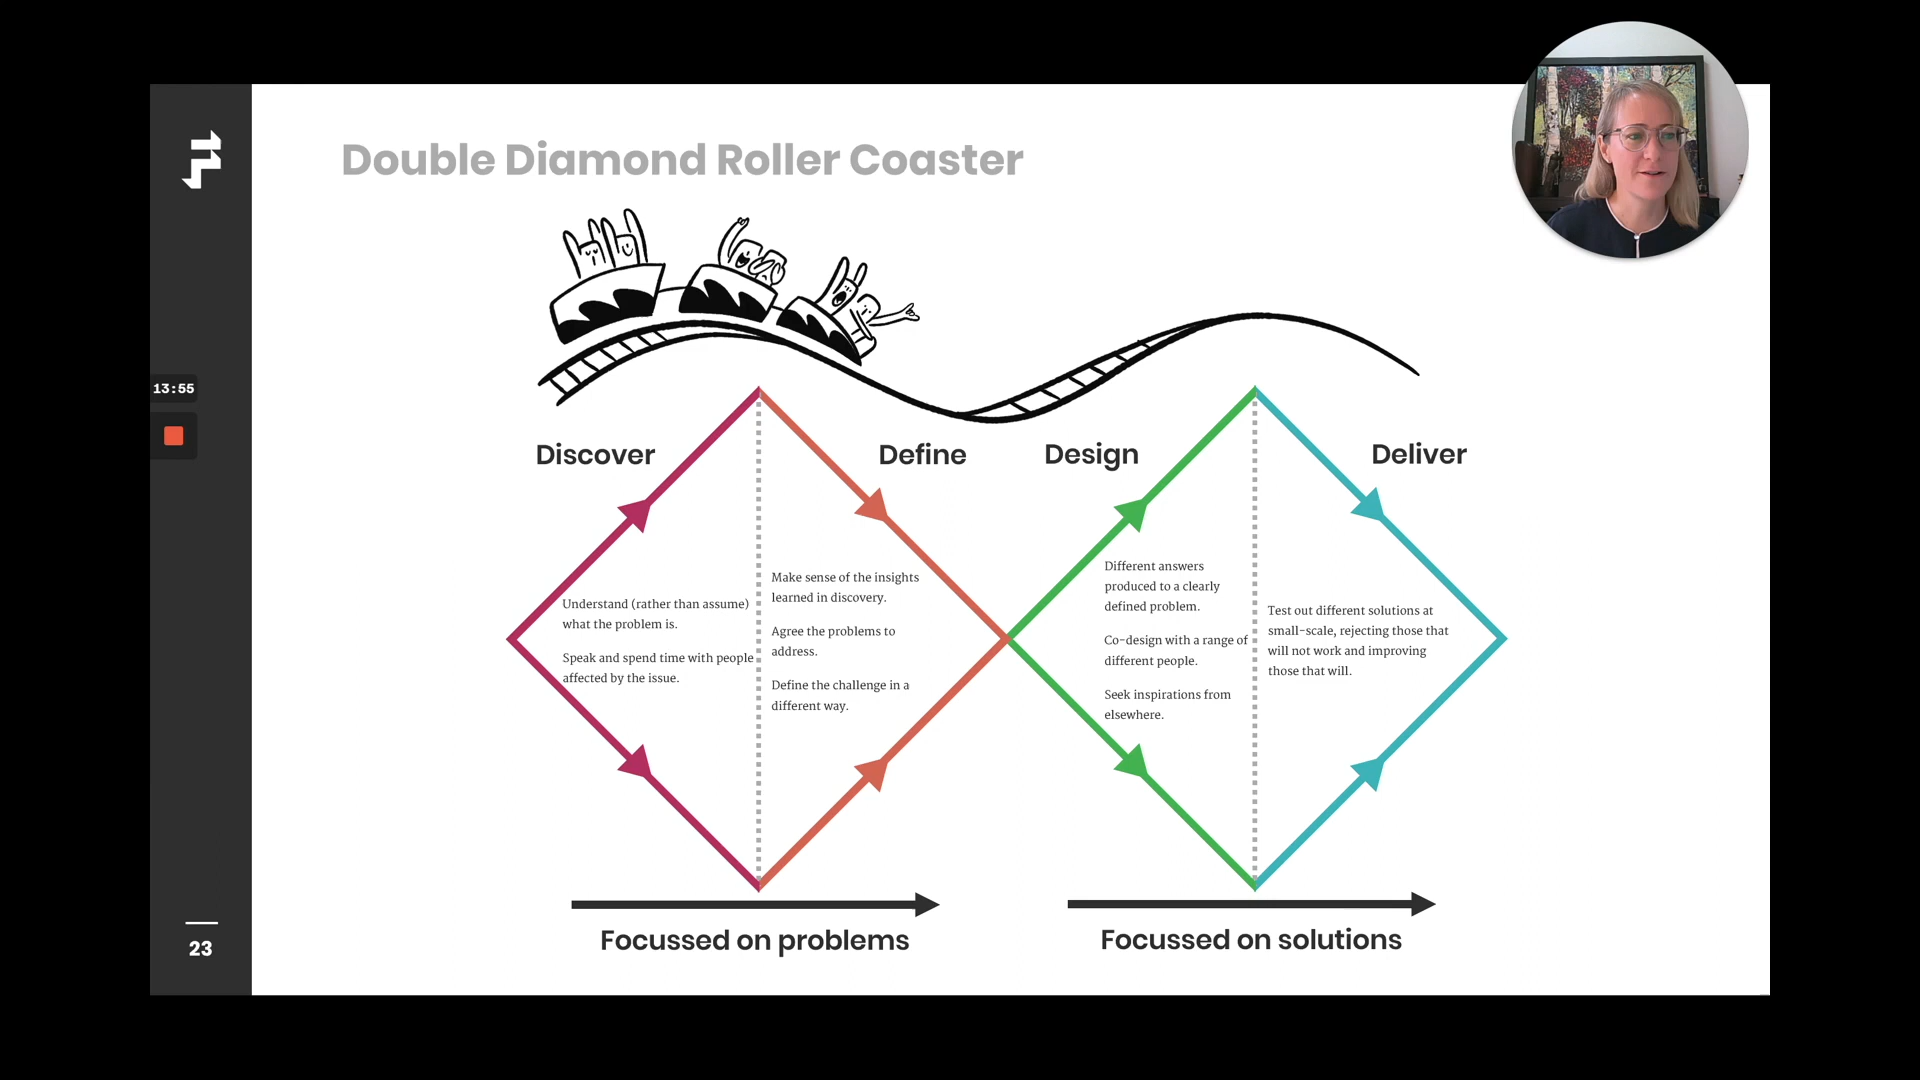 Double Diamond Roller Coaster
13:55
Discover
Define
Design
Deliver
Understand (rather than assume)
what the problem is.
Speak and spend time with people
affected by the issue.
Make sense of the insights
learned in discovery.
Agree the problems to
address.
Define the challenge in a
different way.
Different answers
produced to a clearly
defined problem.
Co-design with a range of
different people.
Seek inspirations from
elsewhere.
Test out different solutions at
small-scale, rejecting those that
will not work and improving
those that will.
Focussed on problems
Focussed on solutions
23